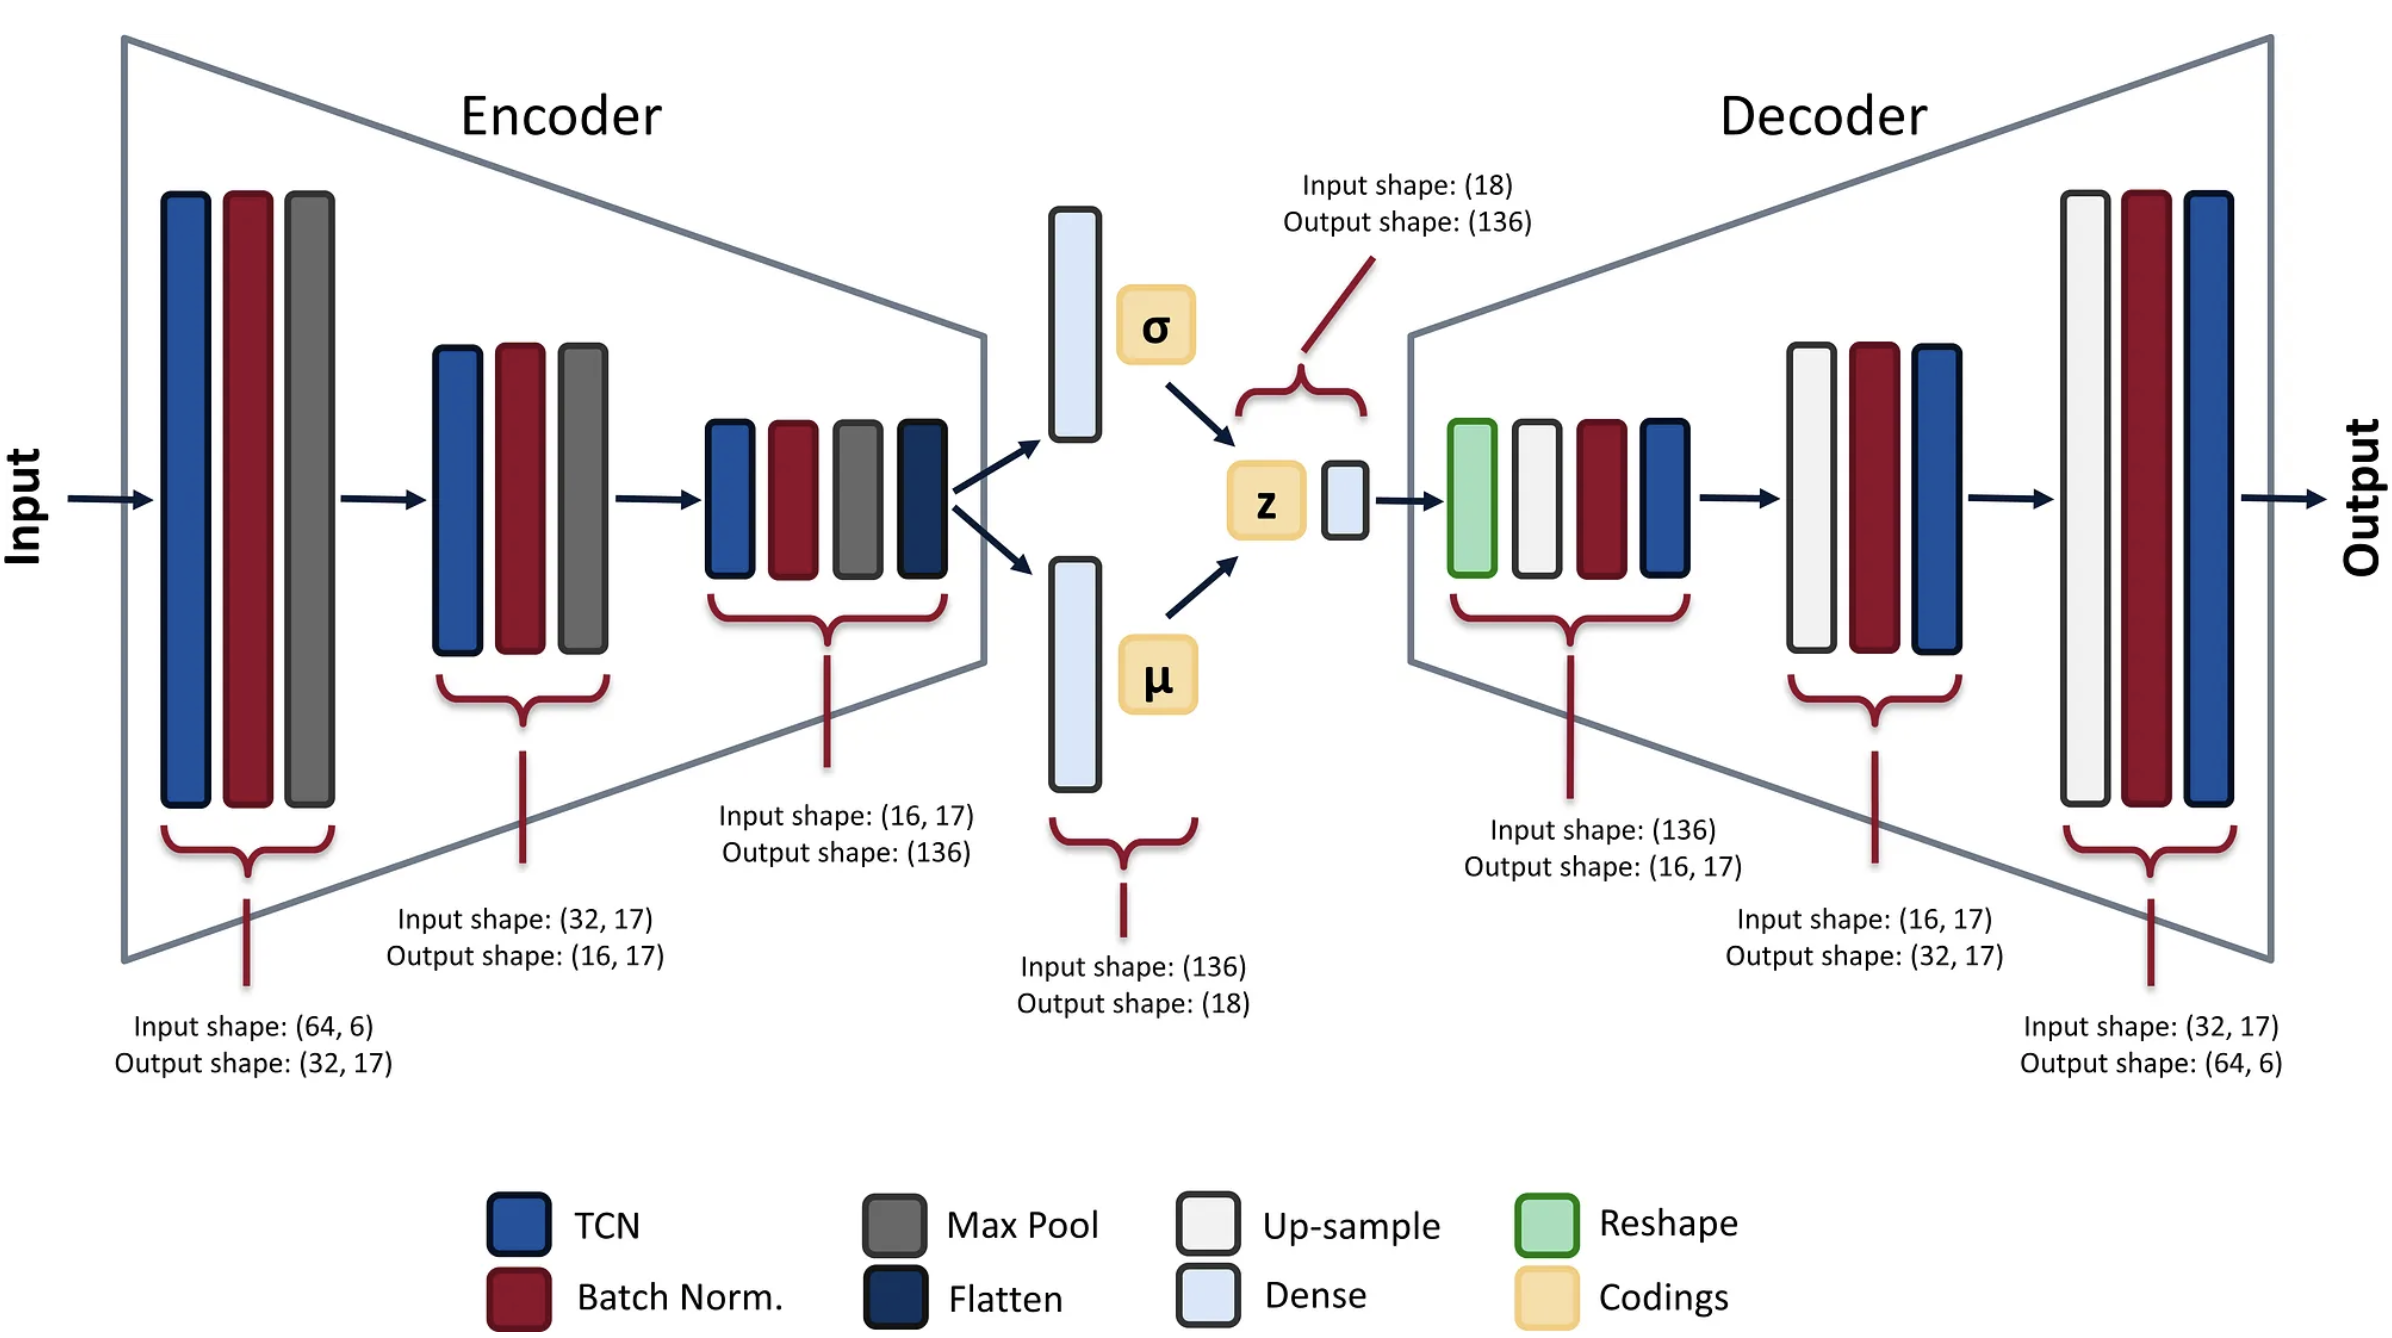 Encoder
Decoder
Input
Output
σ
z
μ
Input shape: (18)
Output shape: (136)
Input shape: (64, 6)
Output shape: (32, 17)
Input shape: (32, 17)
Output shape: (16, 17)
Input shape: (16, 17)
Output shape: (136)
Input shape: (136)
Output shape: (18)
Input shape: (136)
Output shape: (16, 17)
Input shape: (16, 17)
Output shape: (32, 17)
Input shape: (32, 17)
Output shape: (64, 6)
TCN
Max Pool
Up-sample
Reshape
Batch Norm.
Flatten
Dense
Codings